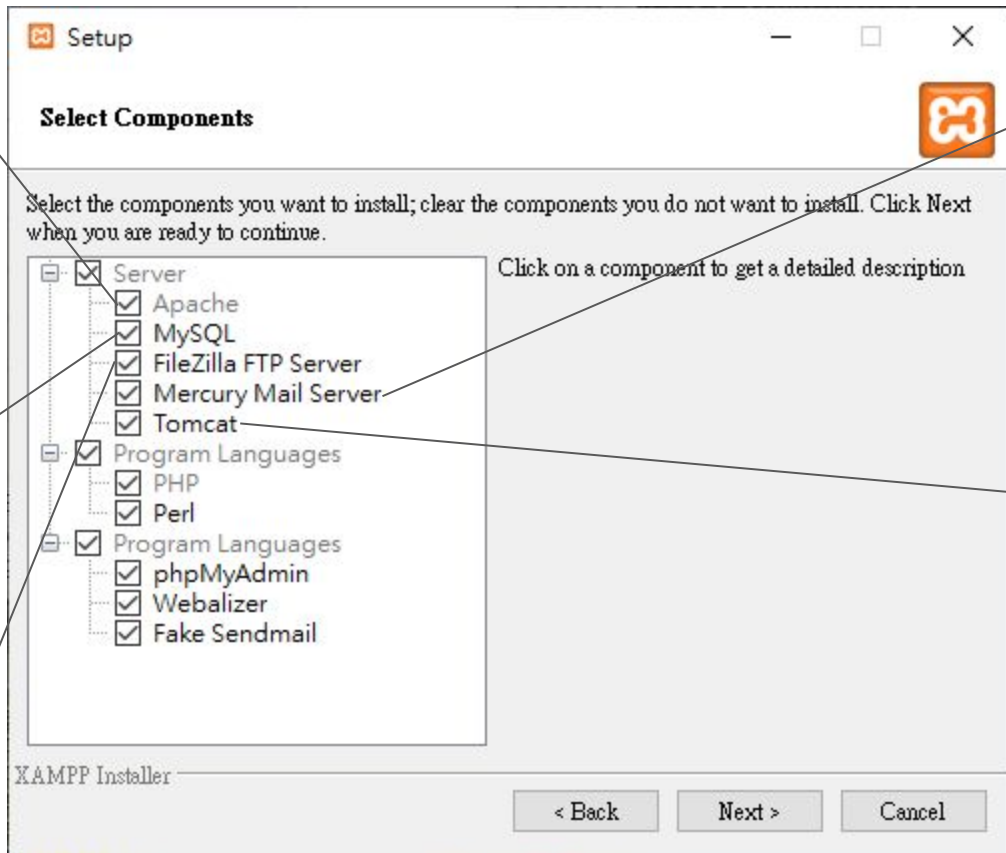 Setup
Select Components
Select the components you want to install; clear the components you do not want to install. Click Next
when you are ready to continue.
Server
Apache
MySQL
FileZilla FTP Server
Mercury Mail Server
Tomcat
Program Languages
PHP
Perl
Program Languages
phpMyAdmin
Webalizer
Fake Sendmail
Click on a component to get a detailed description
XAMPP Installer
< Back
Next >
Cancel